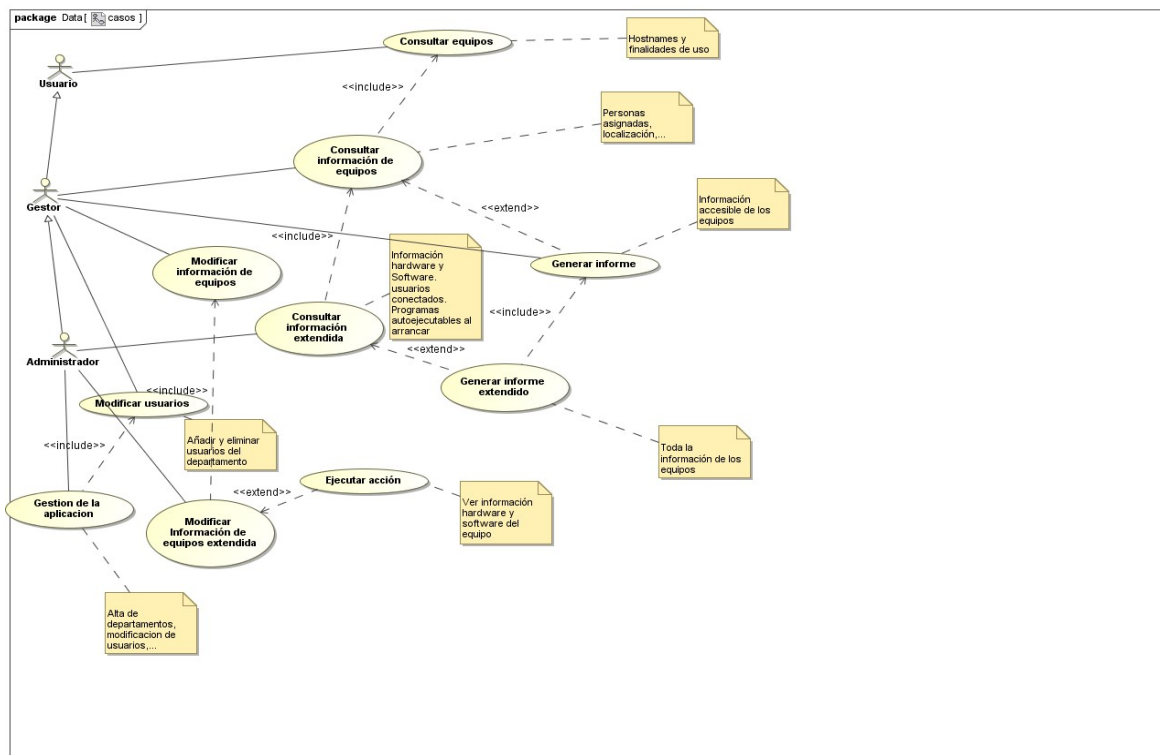 package Data[ casos ]
Consultar equipos
Hostnames y
finalidades de uso
Usuario
<<include>>
Personas
asignadas,
localización,...
Consultar
información de
equipos
Gestor
<<extend>>
Información
accesible de los
equipos
<<include>>
Modificar
información de
equipos
Información
hardware y
Software.
usuarios
conectados.
Programas
autoejecutables al
arrancar
Generar informe
Consultar
información
extendida
<<include>>
Administrador
<<extend>>
Generar informe
extendido
<<include>>
Modificar usuarios
<<include>>
Añadir y eliminar
usuarios del
departamento
Toda la
información de los
equipos
Ejecutar acción
<<extend>>
Gestion de la
aplicacion
Modificar
Información de
equipos extendida
Ver información
hardware y
software del
equipo
Alta de
departamentos,
modificacion de
usuarios,...